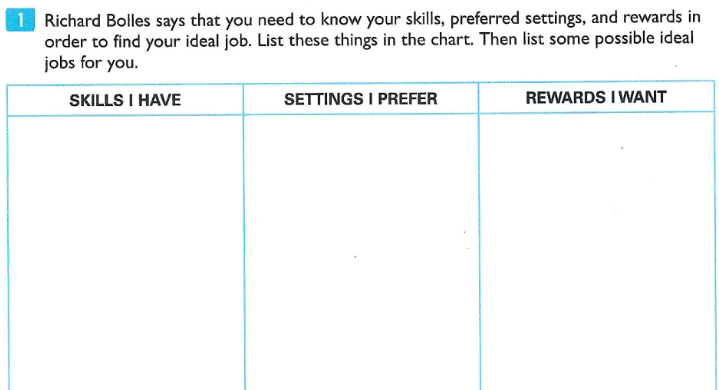 1 Richard Bolles says that you need to know your skills, preferred settings, and rewards in
order to find your ideal job. List these things in the chart. Then list some possible ideal
jobs for you.
SKILLS I HAVE SETTINGS I PREFER REWARDS I WANT